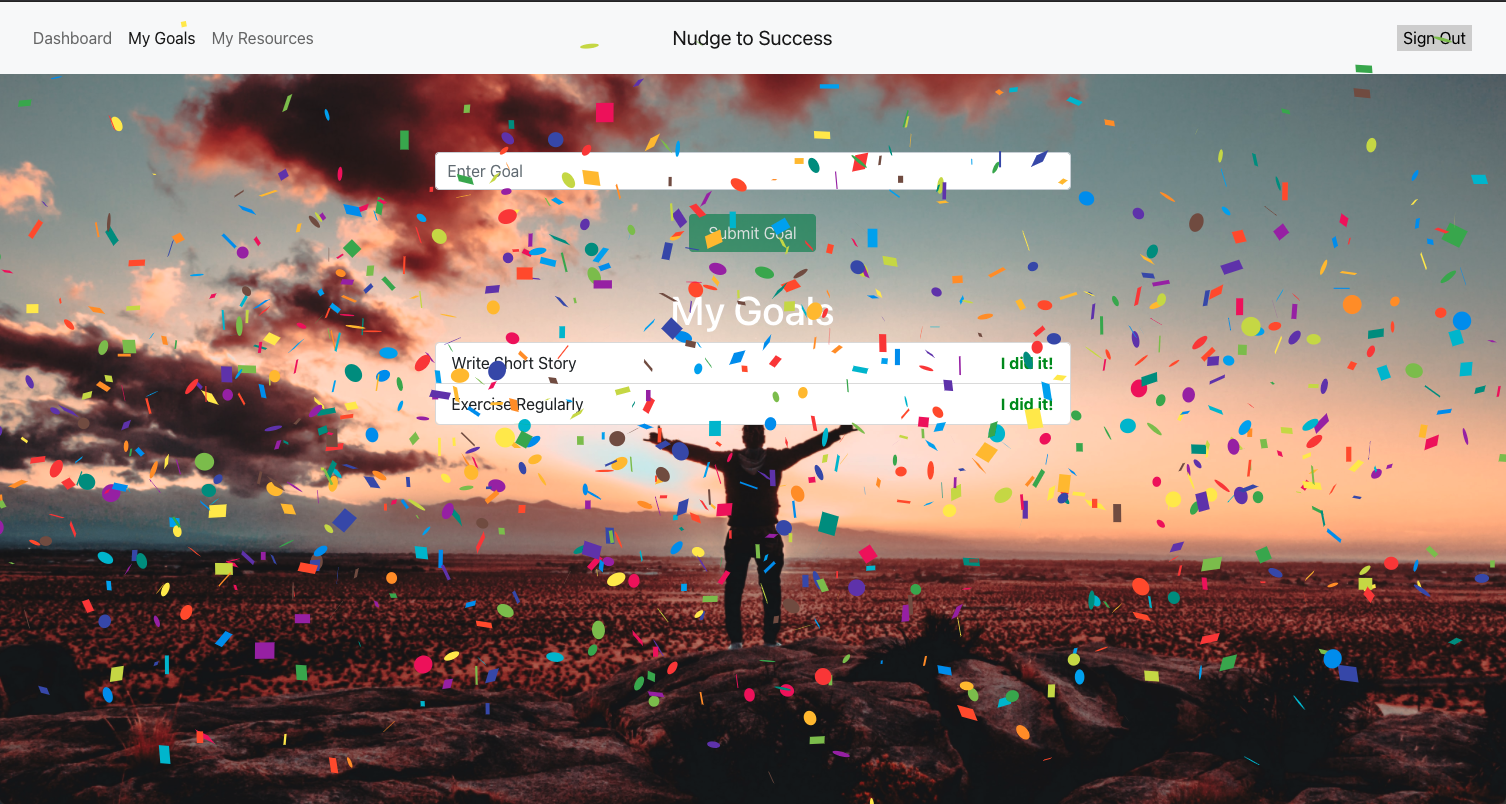 Dashboard My Goals My Resources Nudge to Success Sign Out
Enter Goal
Submit Goal
My Goals
Write Short Story I did it!
Exercise Regularly I did it!